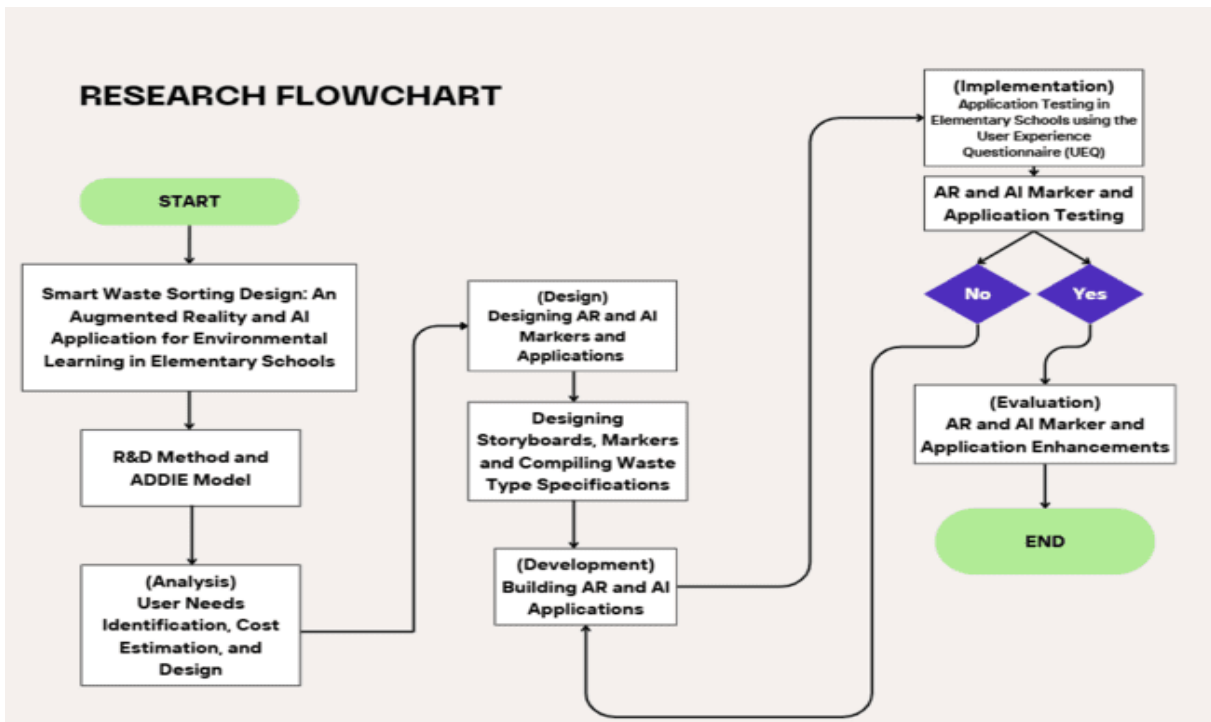 RESEARCH FLOWCHART
START
Smart Waste Sorting Design: An
Augmented Reality and AI
Application for Environmental
Learning in Elementary Schools
R&D Method and
ADDIE Model
(Analysis)
User Needs
Identification, Cost
Estimation, and
Design
(Design)
Designing AR and AI
Markers and
Applications
Designing
Storyboards, Markers
and Compiling Waste
Type Specifications
(Development)
Building AR and AI
Applications
(Implementation)
Application Testing in
Elementary Schools using the
User Experience
Questionnaire (UEQ)
AR and AI Marker and
Application Testing
No
Yes
(Evaluation)
AR and AI Marker and
Application Enhancements
END